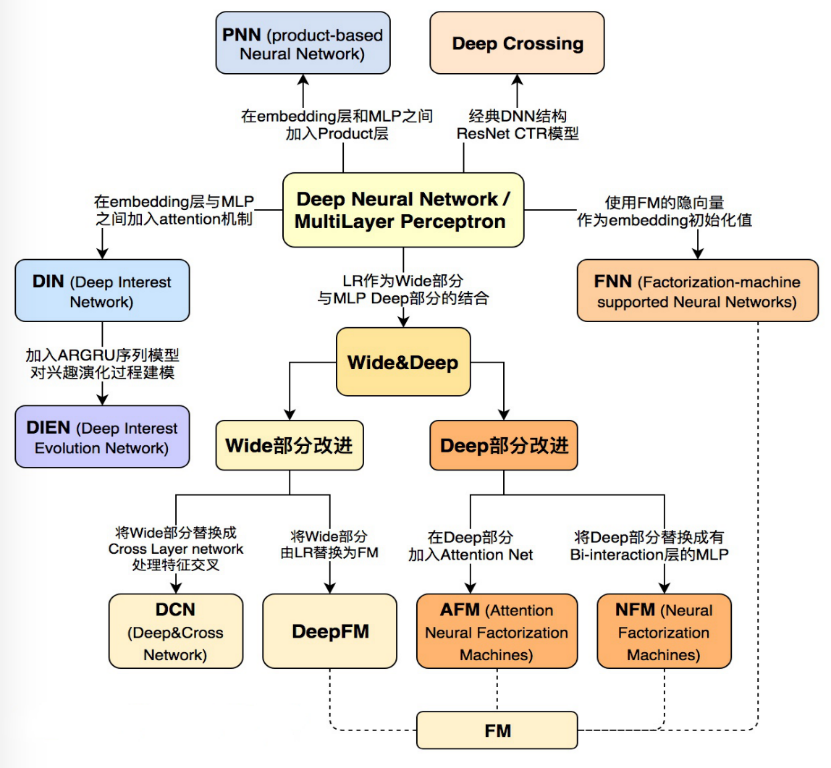 PNN (product-based
Neural Network)
Deep Crossing
在embedding层和MLP之间
加入Product层
经典DNN结构
ResNet CTR模型
Deep Neural Network /
MultiLayer Perceptron
在embedding层与MLP
之间加入attention机制
使用FM的隐向量
作为embedding初始化值
DIN (Deep Interest
Network)
LR作为Wide部分
与MLP Deep部分的结合
FNN (Factorization-machine
supported Neural Networks)
加入ARGRU序列模型
对兴趣演化过程建模
Wide&Deep
DIEN (Deep Interest
Evolution Network)
Wide部分改进
Deep部分改进
将Wide部分替换成
Cross Layer network
处理特征交叉
将Wide部分
由LR替换为FM
在Deep部分
加入Attention Net
将Deep部分替换成有
Bi-interaction层的MLP
DCN
(Deep&Cross
Network)
DeepFM
AFM (Attention
Neural Factorization
Machines)
NFM (Neural
Factorization
Machines)
FM